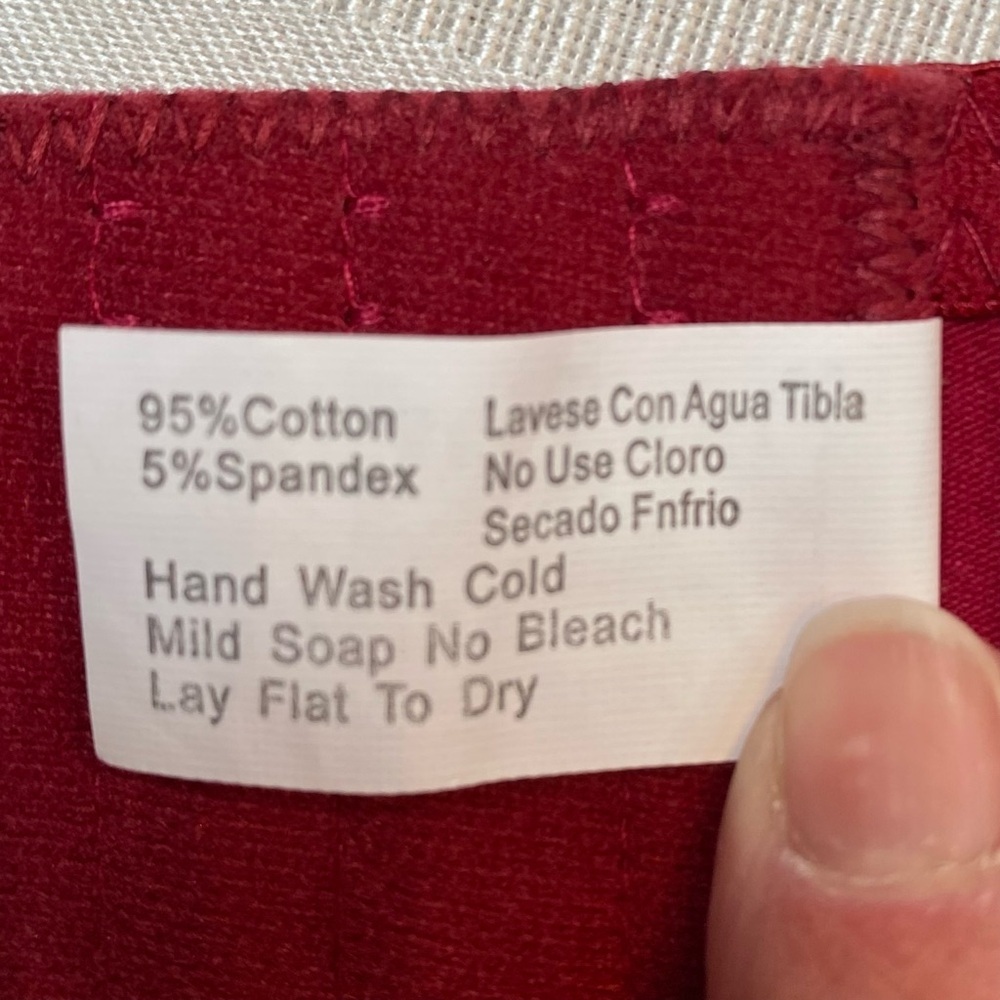 95%Cotton
5%Spandex
Lavese Con Agua Tibla
No Use Cloro
Secado Fnfrio
Hand Wash Cold
Mild Soap No Bleach
Lay Flat To Dry